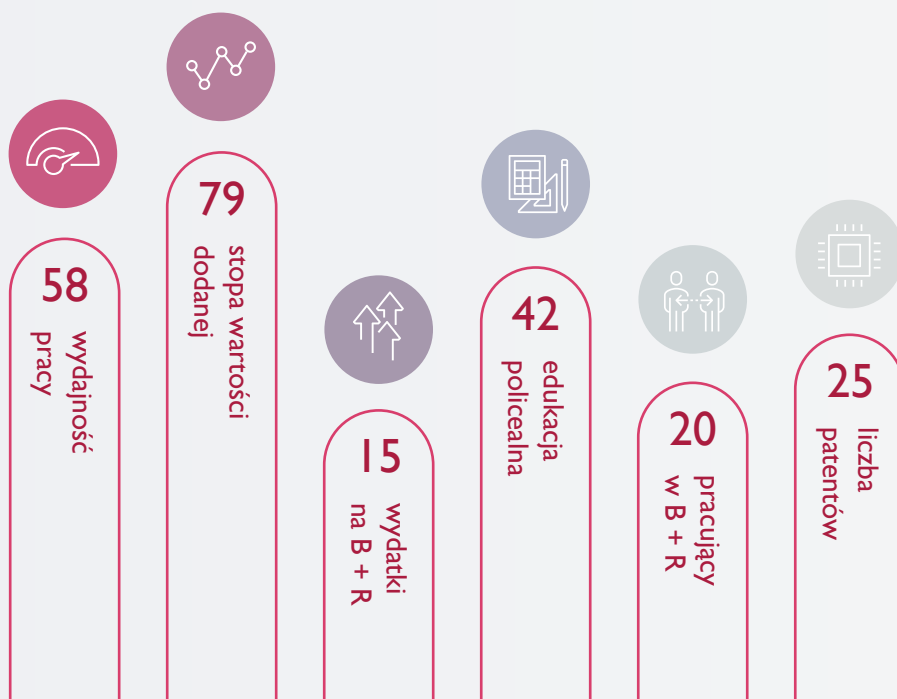 58
wydajność
pracy
79
stopa wartości
dodanej
15
wydatki
na B + R
42
edukacja
policealna
20
pracujący
w B + R
25
liczba
patentów